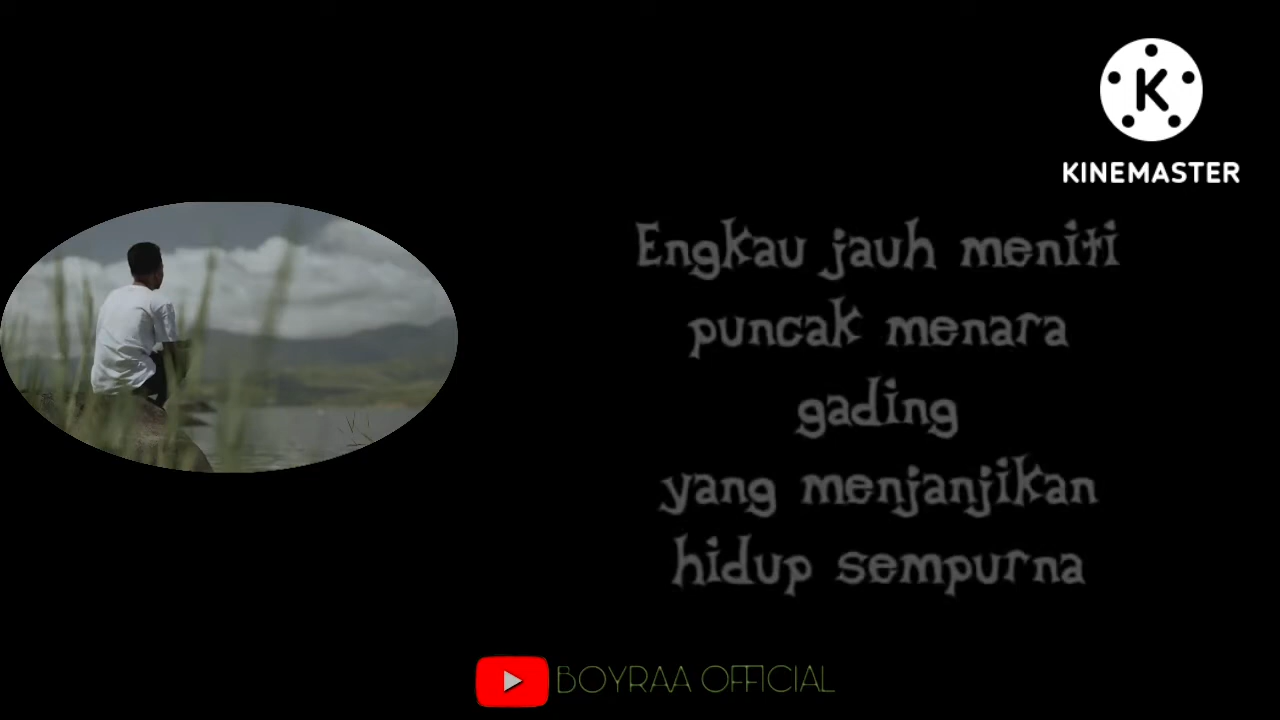 K
KINEMASTER
Engkau jauh meniti
puncak menara
gading
yang menjanjikan
hidup sempurna
BOYRAA OFFICIAL